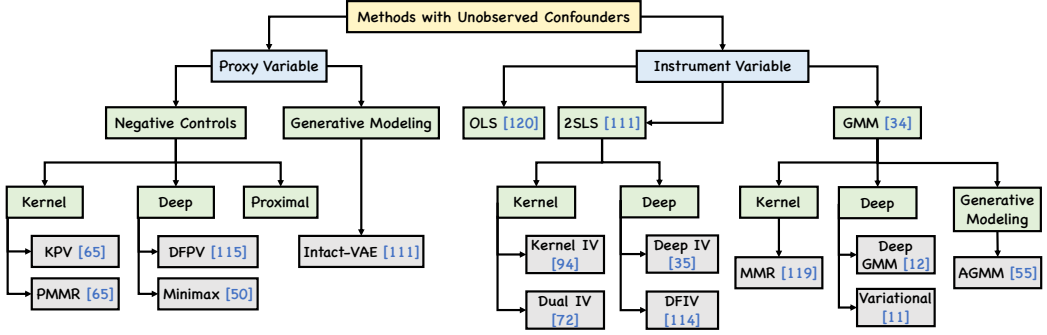 Methods with Unobserved Confounders
Proxy Variable
Instrument Variable
Negative Controls
Generative Modeling
OLS [120]
2SLS [111]
GMM [34]
Kernel
Deep
Proximal
Kernel
Deep
Kernel
Deep
Generative
Modeling
KPV [65]
DFPV [115]
Intact-VAE [111]
Kernel IV
[94]
Deep IV
[35]
MMR [119]
Deep
GMM [12]
AGMM [55]
PMMR [65]
Minimax [50]
Dual IV
[72]
DFIV
[114]
Variational
[11]